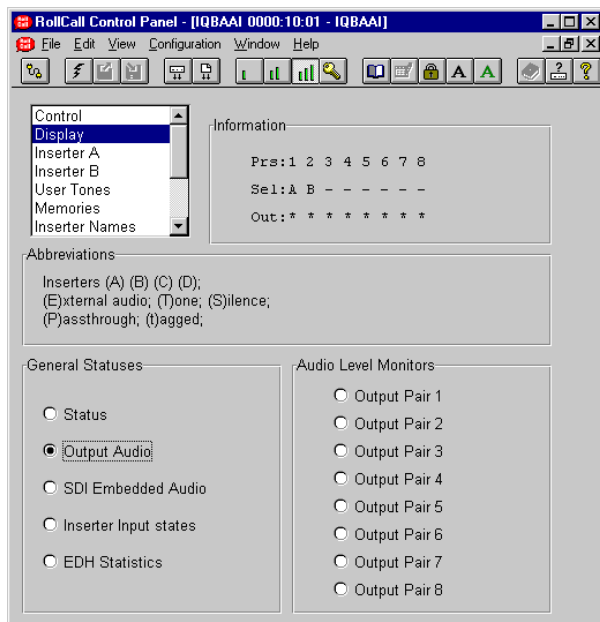 RollCall Control Panel - [IQBAAI 0000:10:01 - IQBAAI]
File Edit View Configuration Window Help
A A
Control
Display
Inserter A
Inserter B
User Tones
Memories
Inserter Names
Information
Prs:1 2 3 4 5 6 7 8
Sel:A B - - - - - -
Out:* * * * * * * *
Abbreviations
Inserters (A) (B) (C) (D);
(E)xternal audio; (T)one; (S)ilence;
(P)assthrough; (t)agged;
General Statuses
Status
Output Audio
SDI Embedded Audio
Inserter Input states
EDH Statistics
Audio Level Monitors
Output Pair 1
Output Pair 2
Output Pair 3
Output Pair 4
Output Pair 5
Output Pair 6
Output Pair 7
Output Pair 8